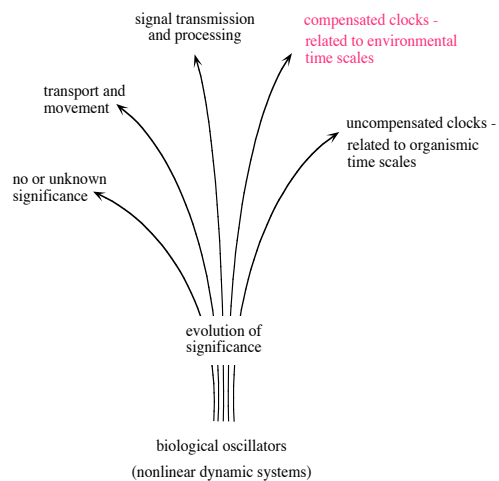 signal transmission
and processing
compensated clocks -
related to environmental
time scales
transport and
movement
uncompensated clocks -
related to organismic
time scales
no or unknown
significance
evolution of
significance
biological oscillators
(nonlinear dynamic systems)